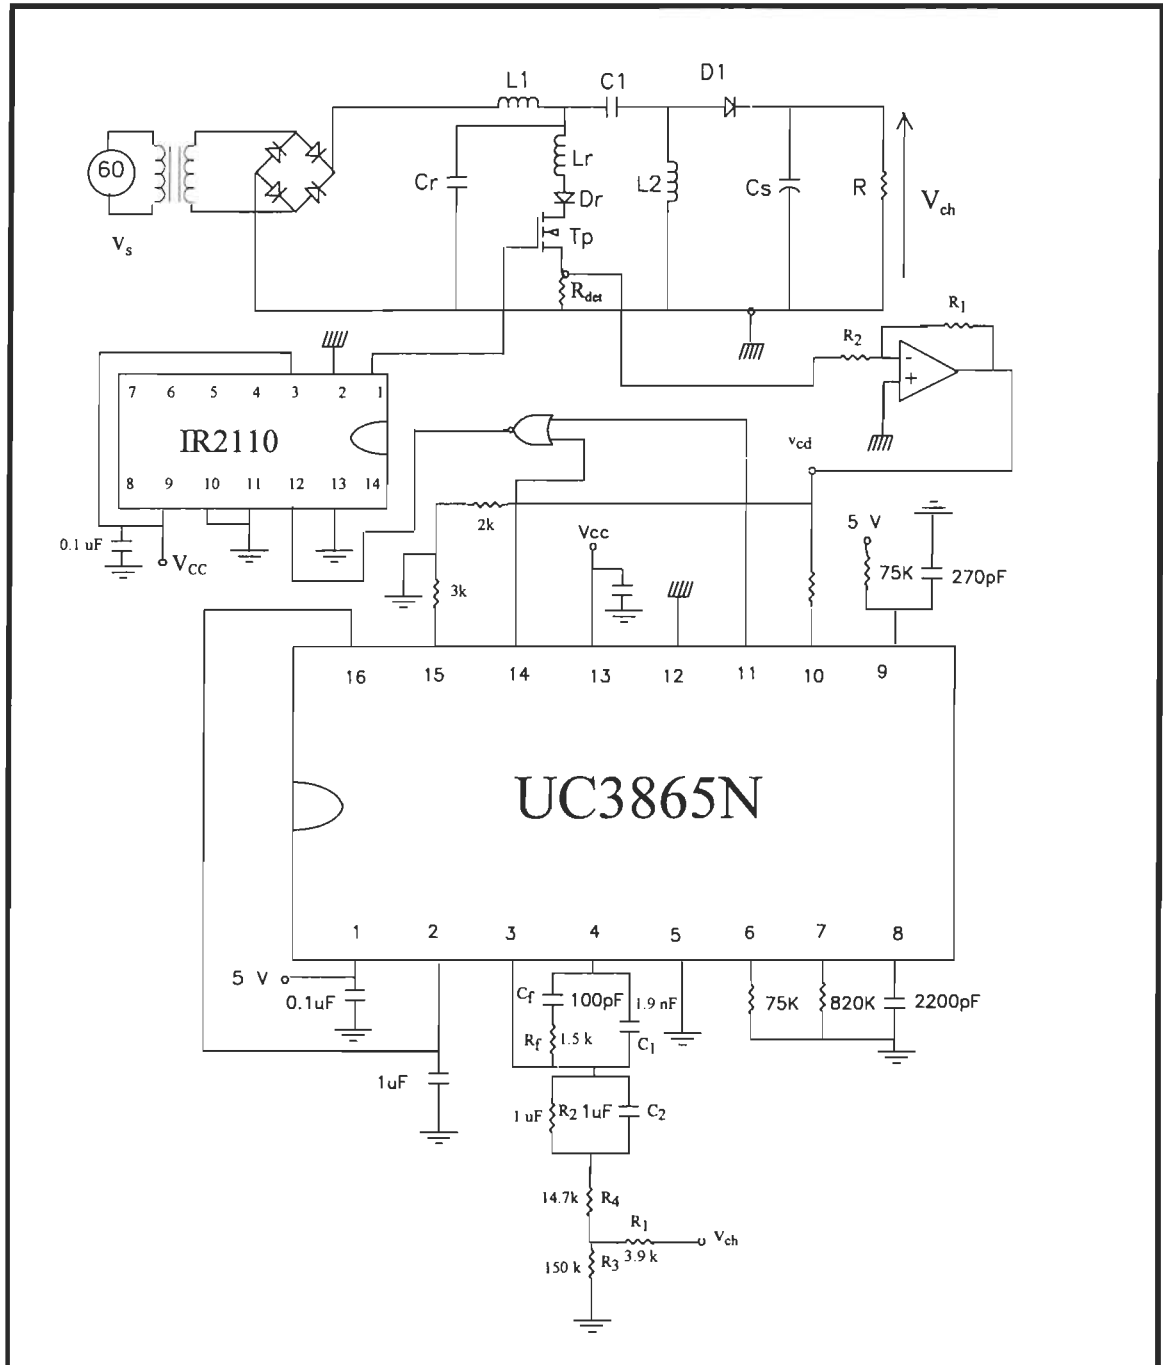 L1
C1
D1
60
Lr
Cr
Dr
L2
Cs
R
Vch
Vs
Tp
Rdet
R1
R2
-
+
7 6 5 4 3 2 1
IR2110
8 9 10 11 12 13 14
0.1 uF
VCC
vcd
2k
Vcc
5 V
75K
270pF
3k
16 15 14 13 12 11 10 9
UC3865N
1 2 3 4 5 6 7 8
5 V
0.1uF
Cf
100pF
1.9 nF
75K
820K
2200pF
Rf
1.5 k
C1
1uF
1 uF
R2
1uF
C2
14.7k
R4
R1
Vch
3.9 k
150 k
R3